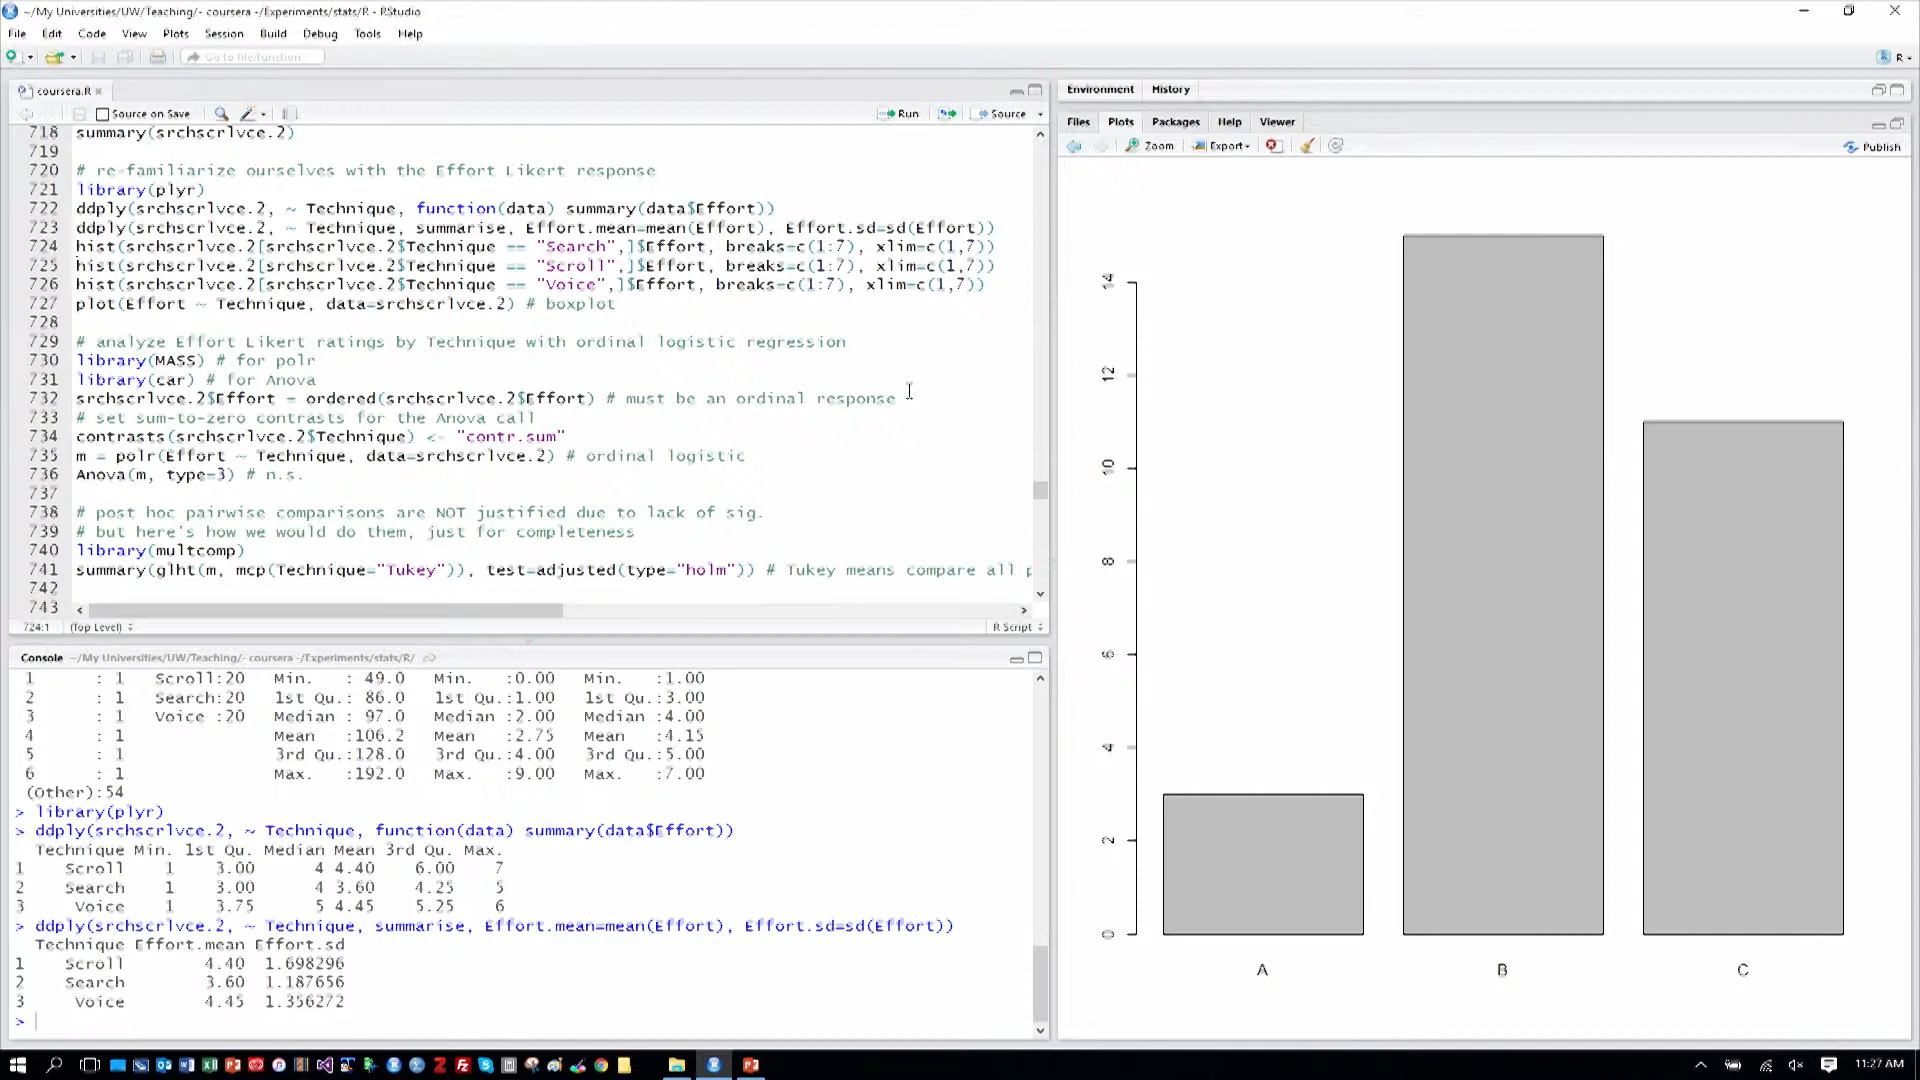 ~/My Universities/UW/Teaching/- coursera -/Experiments/stats/R - RStudio
File Edit Code View Plots Session Build Debug Tools Help
Go to file/function
R
coursera.R
Source on Save
Run
Source
718 summary(srchscrlvce.2)
719
720 # re-familiarize ourselves with the Effort Likert response
721 library(plyr)
722 ddply(srchscrlvce.2, ~ Technique, function(data) summary(data$Effort))
723 ddply(srchscrlvce.2, ~ Technique, summarise, Effort.mean=mean(Effort), Effort.sd=sd(Effort))
724 hist(srchscrlvce.2[srchscrlvce.2$Technique == "Search",]$Effort, breaks=c(1:7), xlim=c(1,7))
725 hist(srchscrlvce.2[srchscrlvce.2$Technique == "Scroll",]$Effort, breaks=c(1:7), xlim=c(1,7))
726 hist(srchscrlvce.2[srchscrlvce.2$Technique == "Voice",]$Effort, breaks=c(1:7), xlim=c(1,7))
727 plot(Effort ~ Technique, data=srchscrlvce.2) # boxplot
728
729 # analyze Effort Likert ratings by Technique with ordinal logistic regression
730 library(MASS) # for polr
731 library(car) # for Anova
732 srchscrlvce.2$Effort = ordered(srchscrlvce.2$Effort) # must be an ordinal response
733 # set sum-to-zero contrasts for the Anova call
734 contrasts(srchscrlvce.2$Technique) <- "contr.sum"
735 m = polr(Effort ~ Technique, data=srchscrlvce.2) # ordinal logistic
736 Anova(m, type=3) # n.s.
737
738 # post hoc pairwise comparisons are NOT justified due to lack of sig.
739 # but here's how we would do them, just for completeness
740 library(multcomp)
741 summary(glht(m, mcp(Technique="Tukey")), test=adjusted(type="holm")) # Tukey means compare all p
742
743
724:1 (Top Level) R Script
Console ~/My Universities/UW/Teaching/- coursera -/Experiments/stats/R/
1 : 1 Scroll:20 Min. : 49.0 Min. :0.00 Min. :1.00
2 : 1 Search:20 1st Qu.: 86.0 1st Qu.:1.00 1st Qu.:3.00
3 : 1 Voice :20 Median : 97.0 Median :2.00 Median :4.00
4 : 1 Mean :106.2 Mean :2.75 Mean :4.15
5 : 1 3rd Qu.:128.0 3rd Qu.:4.00 3rd Qu.:5.00
6 : 1 Max. :192.0 Max. :9.00 Max. :7.00
(Other):54
> library(plyr)
> ddply(srchscrlvce.2, ~ Technique, function(data) summary(data$Effort))
Technique Min. 1st Qu. Median Mean 3rd Qu. Max.
1 Scroll 1 3.00 4 4.40 6.00 7
2 Search 1 3.00 4 3.60 4.25 5
3 Voice 1 3.75 5 4.45 5.25 6
> ddply(srchscrlvce.2, ~ Technique, summarise, Effort.mean=mean(Effort), Effort.sd=sd(Effort))
Technique Effort.mean Effort.sd
1 Scroll 4.40 1.698296
2 Search 3.60 1.187656
3 Voice 4.45 1.356272
>
Environment History
Files Plots Packages Help Viewer
Zoom Export Publish
14
12
10
8
6
4
2
0
A B C
11:27 AM